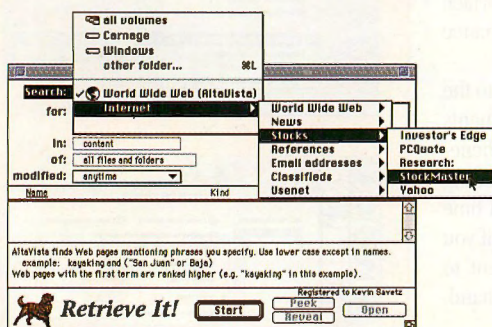 all volumes
Carnage
Windows
other folder... ⌘L
Search: ✓ World Wide Web (AltaVista)
for: Internet
World Wide Web
News
Stocks
References
Email addresses
Classifieds
Usenet
Investor's Edge
PCQuote
Research:
StockMaster
Yahoo
In: content
of: all files and folders
modified: anytime
Name Kind
AltaVista finds Web pages mentioning phrases you specify. Use lower case except in names.
example: kayaking and ("San Juan" or Baja)
Web pages with the first term are ranked higher (e.g. "kayaking" in this example).
Registered to Kevin Savetz
Retrieve It! Start Peek Open
Reveal